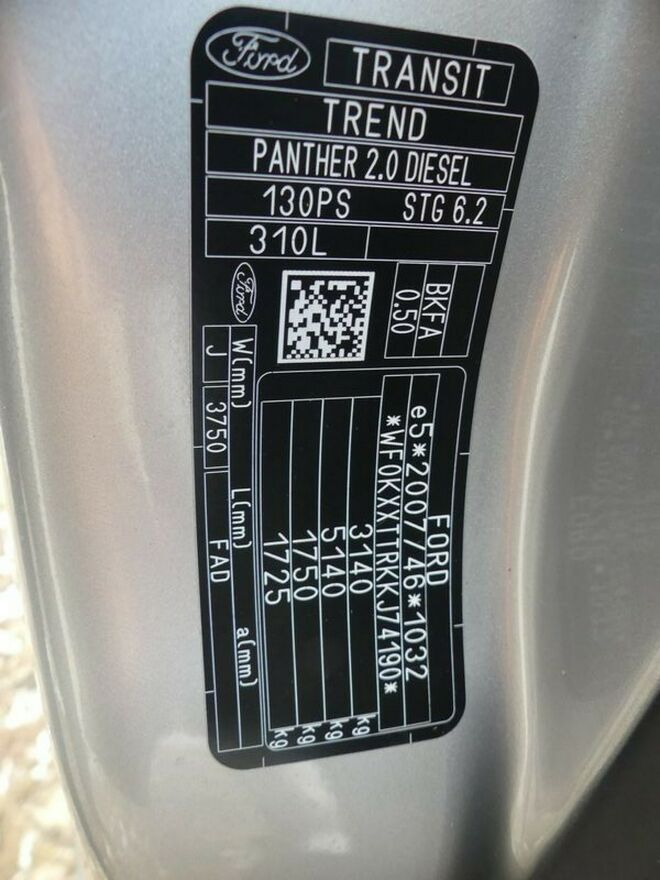 Ford
TRANSIT
TREND
PANTHER 2.0 DIESEL
130PS STG 6.2
310L
Ford
BKFA
0.50
FORD
e5*2007/46*1032
*WF0KXXTTRKKJ74190*
3140 kg
5140 kg
1750 kg
1725 kg
W(mm) L(mm) a(mm)
J 3750 FAD